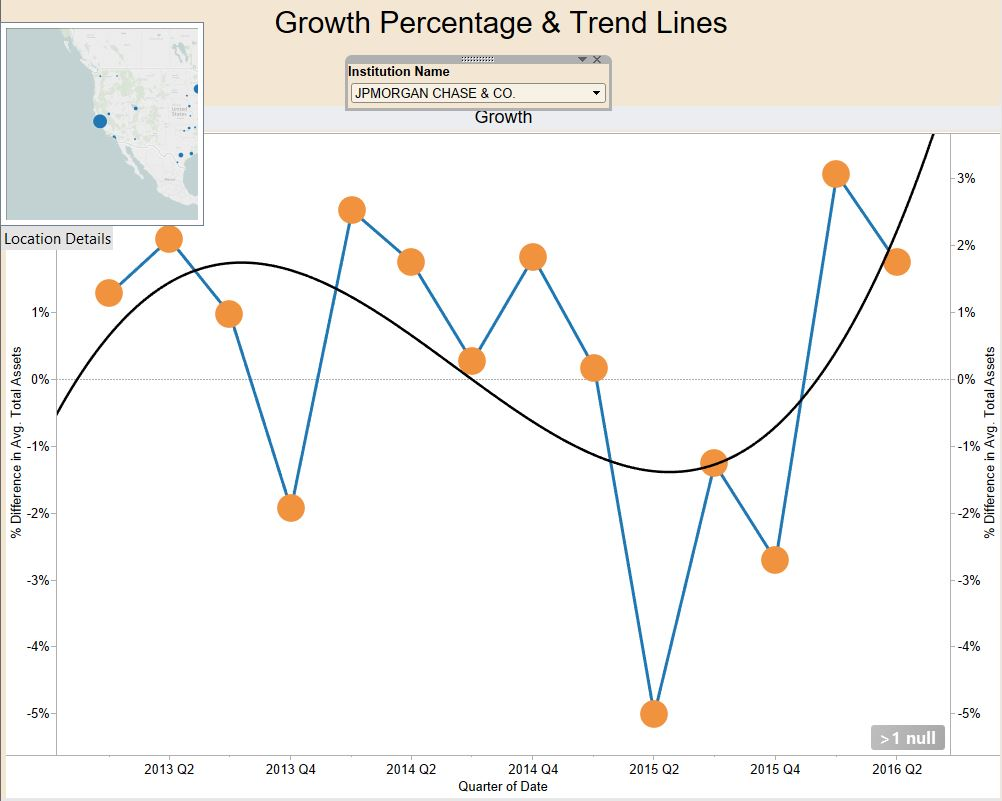 Growth Percentage & Trend Lines
Institution Name
JPMORGAN CHASE & CO.
Growth
United
States
Mexico
Location Details
% Difference in Avg. Total Assets
1%
0%
-1%
-2%
-3%
-4%
-5%
3%
2%
1%
0%
-1%
-2%
-3%
-4%
-5%
% Difference in Avg. Total Assets
>1 null
2013 Q2
2013 Q4
2014 Q2
2014 Q4
2015 Q2
2015 Q4
2016 Q2
Quarter of Date